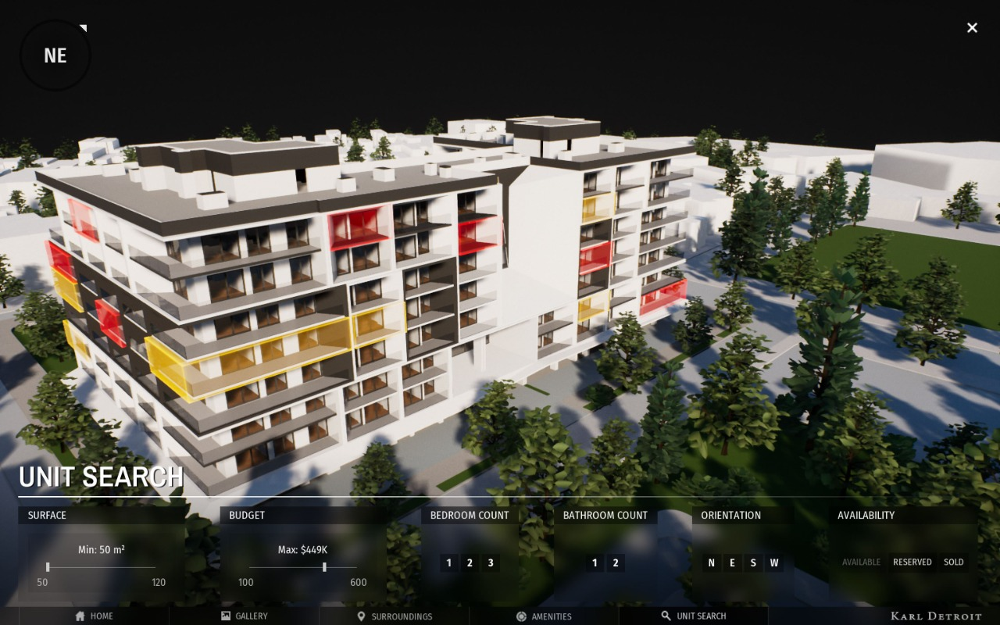 NE
UNIT SEARCH
SURFACE
Min: 50 m²
50 120
BUDGET
Max: $449K
100 600
BEDROOM COUNT
1 2 3
BATHROOM COUNT
1 2
ORIENTATION
N E S W
AVAILABILITY
AVAILABLE RESERVED SOLD
HOME
GALLERY
SURROUNDINGS
AMENITIES
UNIT SEARCH
KARL DETROIT